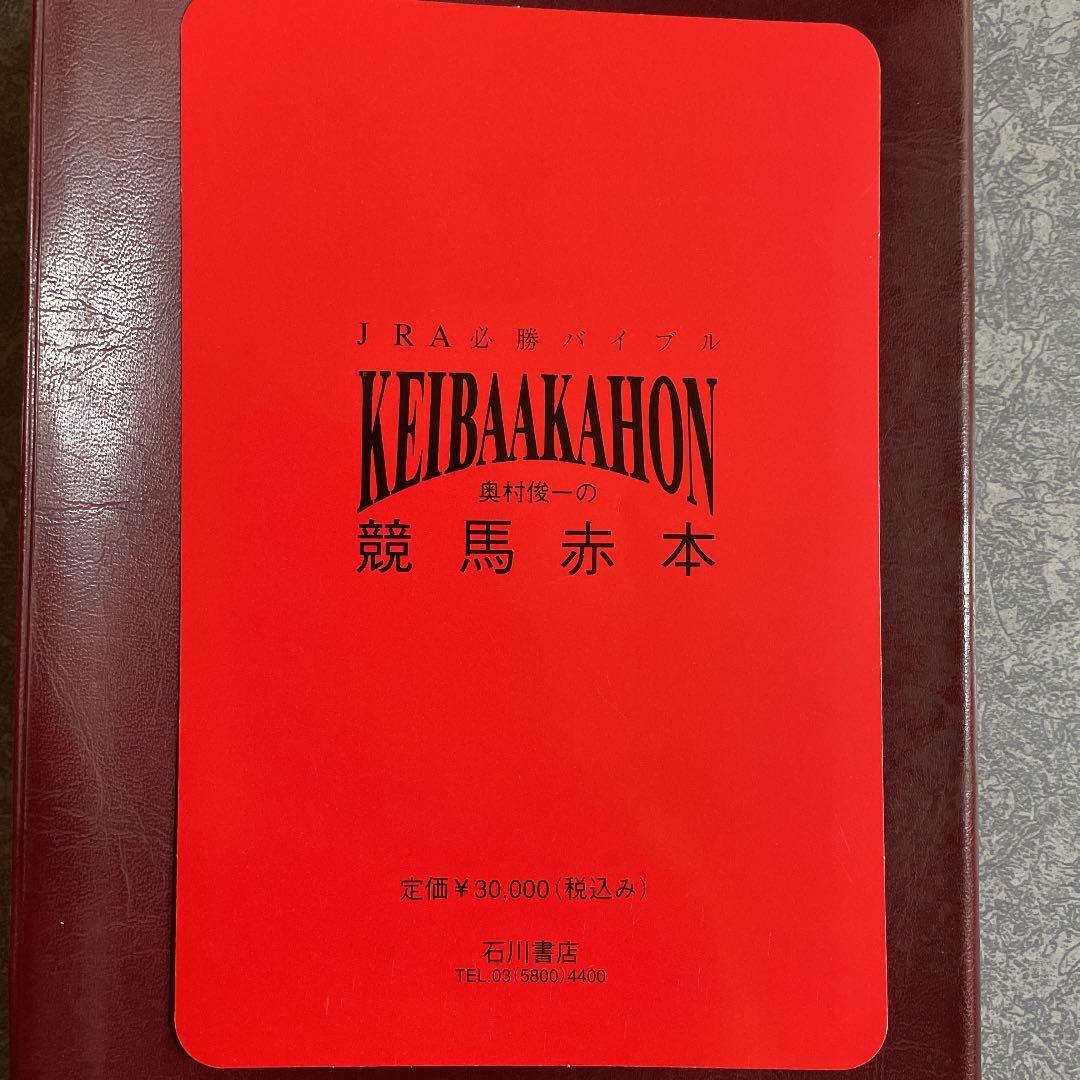 JRA必勝バイブル
KEIBAAKAHON
奥村俊一の
競馬赤本
定価¥30,000(税込み)
石川書店
TEL.03(5800)4400